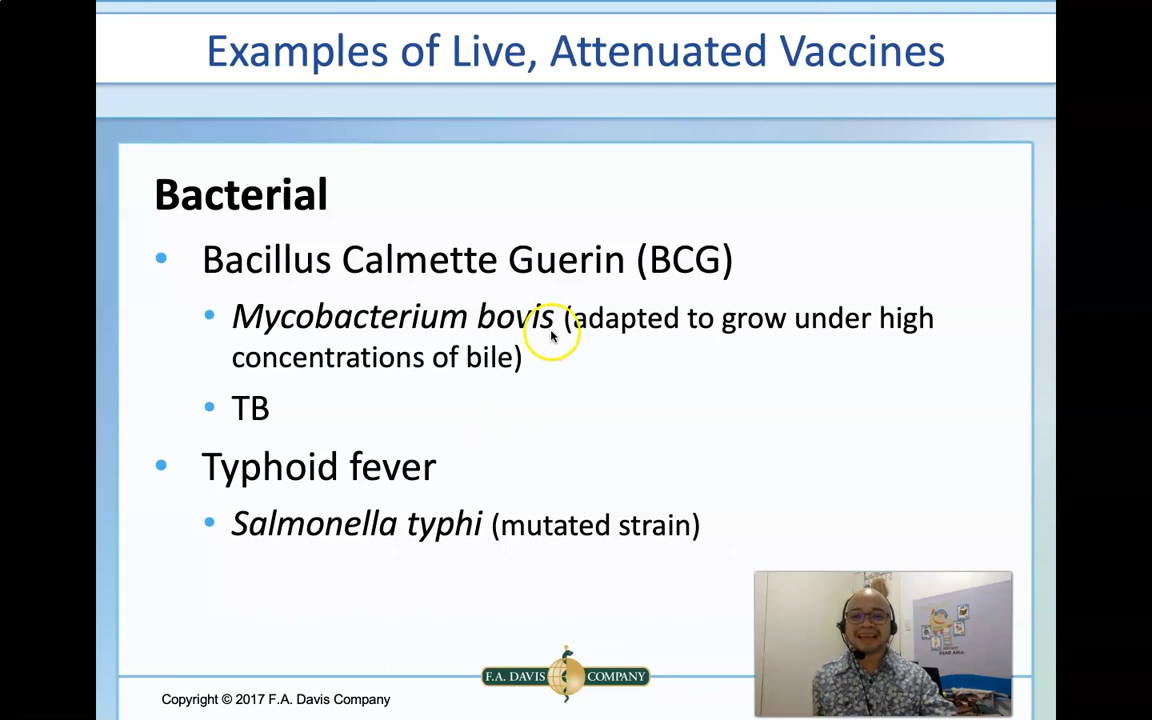 Examples of Live, Attenuated Vaccines
Bacterial
• Bacillus Calmette Guerin (BCG)
• Mycobacterium bovis (adapted to grow under high
concentrations of bile)
• TB
• Typhoid fever
• Salmonella typhi (mutated strain)
F.A. DAVIS COMPANY
Copyright © 2017 F.A. Davis Company